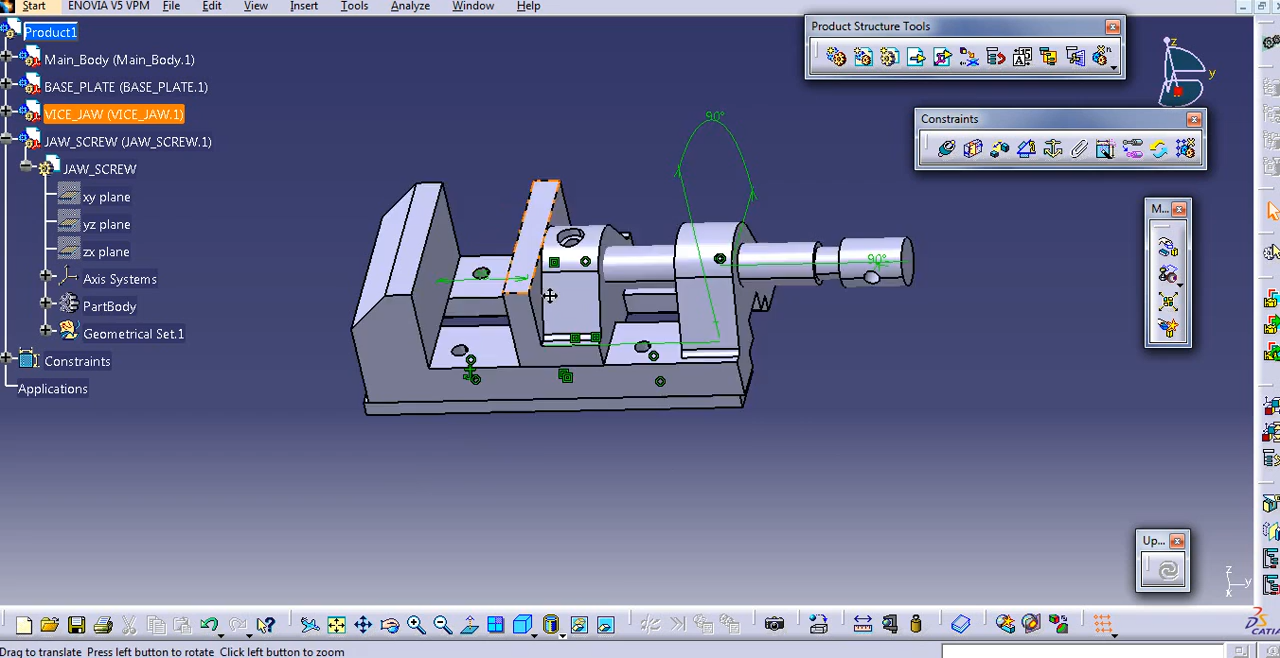 Start ENOVIA V5 VPM File Edit View Insert Tools Analyze Window Help
Product1
Main_Body (Main_Body.1)
BASE_PLATE (BASE_PLATE.1)
VICE_JAW (VICE_JAW.1)
JAW_SCREW (JAW_SCREW.1)
JAW_SCREW
xy plane
yz plane
zx plane
Axis Systems
PartBody
Geometrical Set.1
Constraints
Applications
90°
90°
Product Structure Tools
Constraints
M...
Up...
z
y
z
y
x
CATIA
Drag to translate Press left button to rotate Click left button to zoom